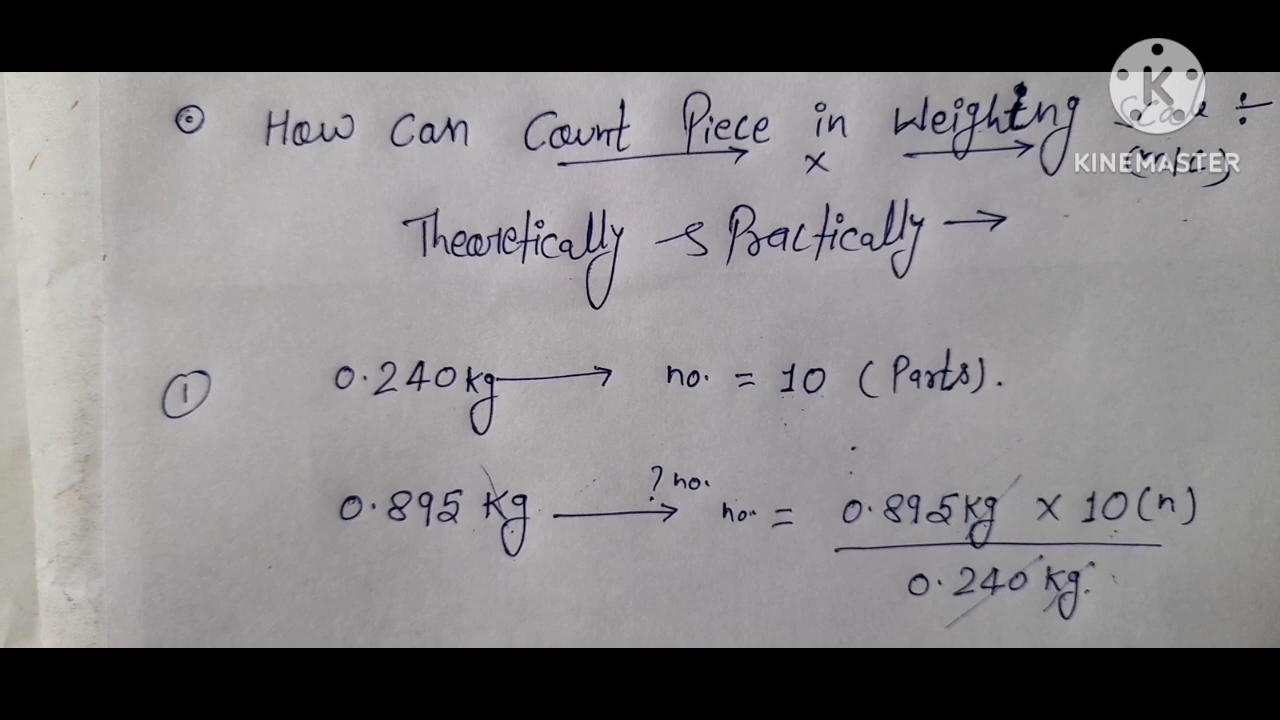 ⊙ How Can Count Piece in Weighting ÷
KINEMASTER
Theoretically & Practically →
① 0.240 kg → no. = 10 (Parts).
0.895 kg → ? no. no. = 0.895 kg × 10 (n)
0.240 kg.